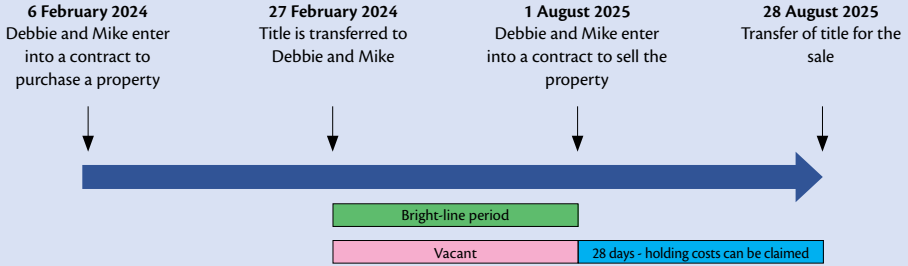 6 February 2024
Debbie and Mike enter
into a contract to
purchase a property
27 February 2024
Title is transferred to
Debbie and Mike
1 August 2025
Debbie and Mike enter
into a contract to sell the
property
28 August 2025
Transfer of title for the
sale
Bright-line period
Vacant
28 days - holding costs can be claimed